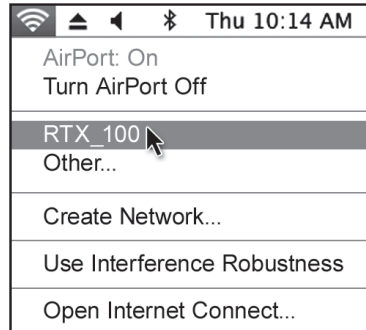 Thu 10:14 AM
AirPort: On
Turn AirPort Off
RTX_100
Other...
Create Network...
Use Interference Robustness
Open Internet Connect...